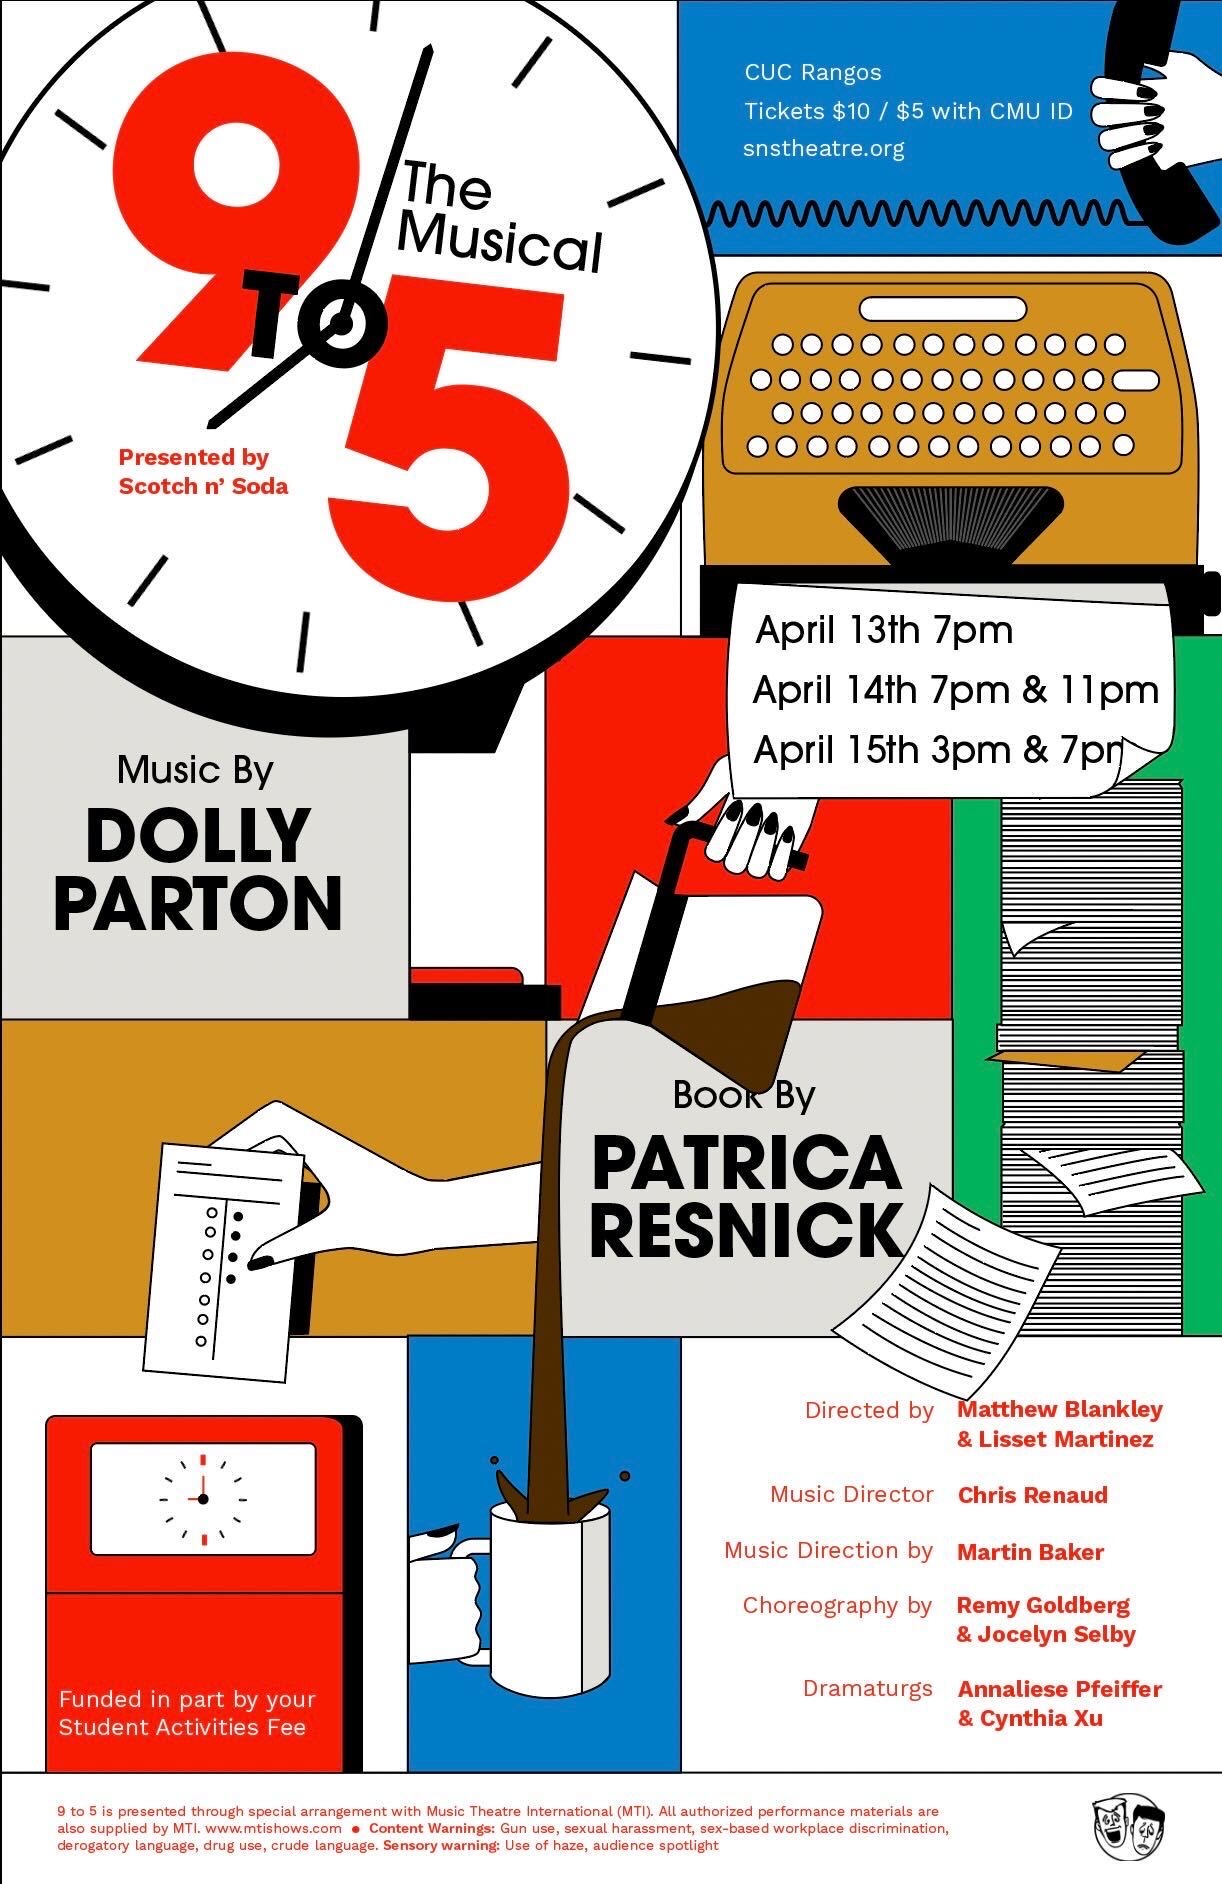 9
TO
5
The
Musical
Presented by
Scotch n' Soda
CUC Rangos
Tickets $10 / $5 with CMU ID
snstheatre.org
April 13th 7pm
April 14th 7pm & 11pm
April 15th 3pm & 7pm
Music By
DOLLY
PARTON
Book By
PATRICA
RESNICK
Directed by Matthew Blankley
& Lisset Martinez
Music Director Chris Renaud
Music Direction by Martin Baker
Choreography by Remy Goldberg
& Jocelyn Selby
Dramaturgs Annaliese Pfeiffer
& Cynthia Xu
Funded in part by your
Student Activities Fee
9 to 5 is presented through special arrangement with Music Theatre International (MTI). All authorized performance materials are
also supplied by MTI. www.mtishows.com ● Content Warnings: Gun use, sexual harassment, sex-based workplace discrimination,
derogatory language, drug use, crude language. Sensory warning: Use of haze, audience spotlight